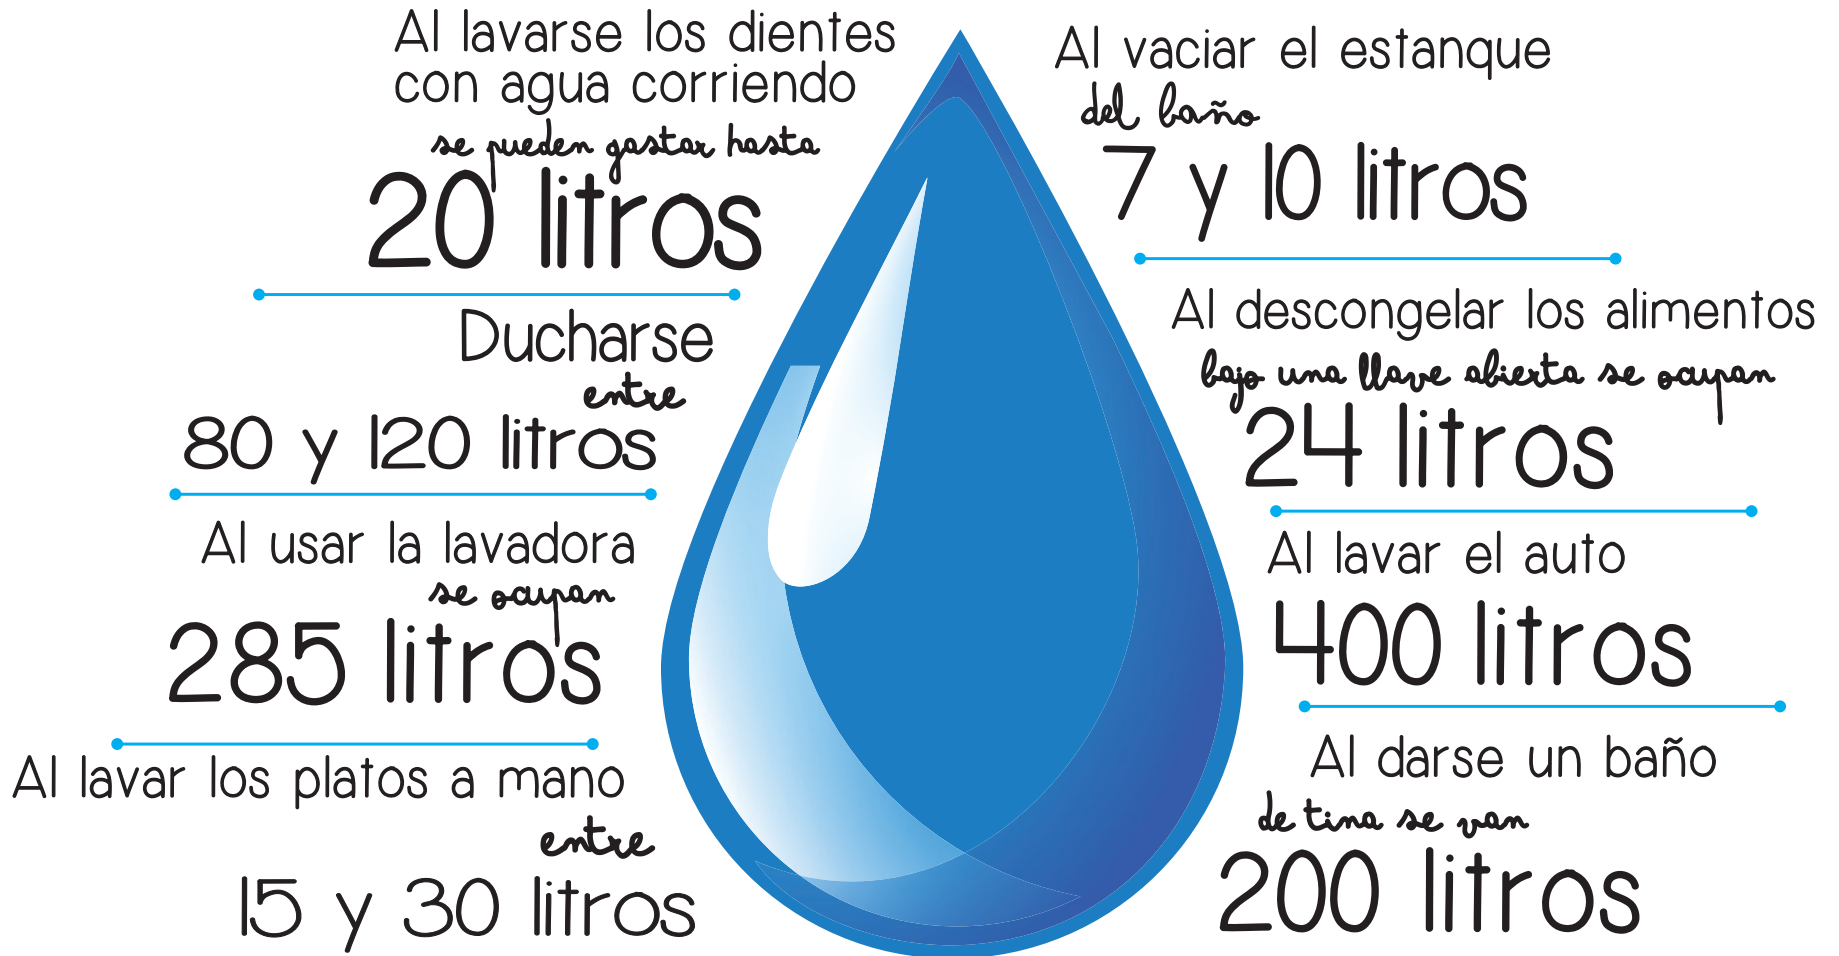 Al lavarse los dientes
con agua corriendo
se pueden gastar hasta
20 litros
Ducharse
entre
80 y 120 litros
Al usar la lavadora
se ocupan
285 litros
Al lavar los platos a mano
entre
15 y 30 litros
Al vaciar el estanque
del baño
7 y 10 litros
Al descongelar los alimentos
bajo una llave abierta se ocupan
24 litros
Al lavar el auto
400 litros
Al darse un baño
de tina se van
200 litros